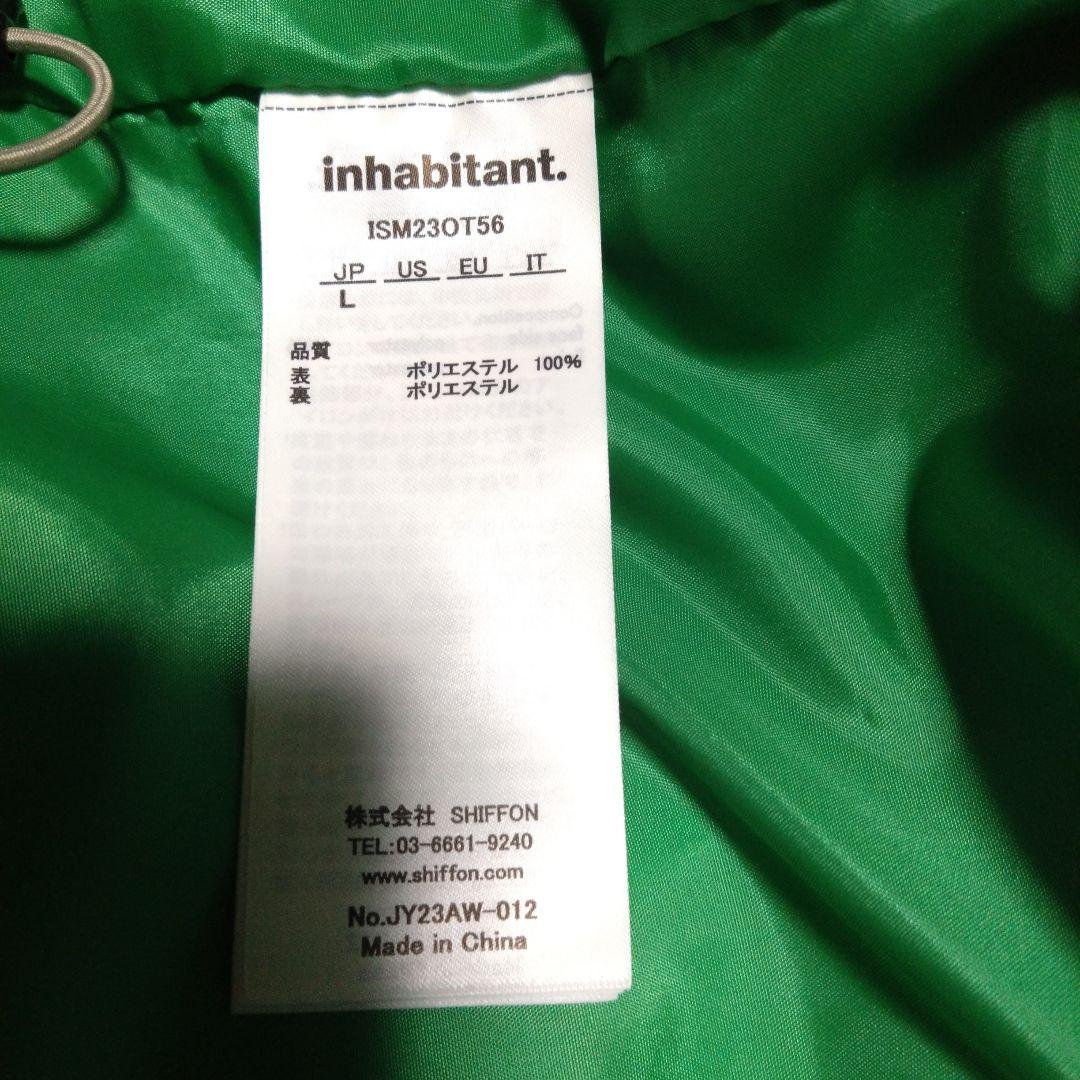 inhabitant.
ISM23OT56
JP US EU IT
L
品質
表 ポリエステル 100%
裏 ポリエステル
株式会社 SHIFFON
TEL:03-6661-9240
www.shiffon.com
No.JY23AW-012
Made in China